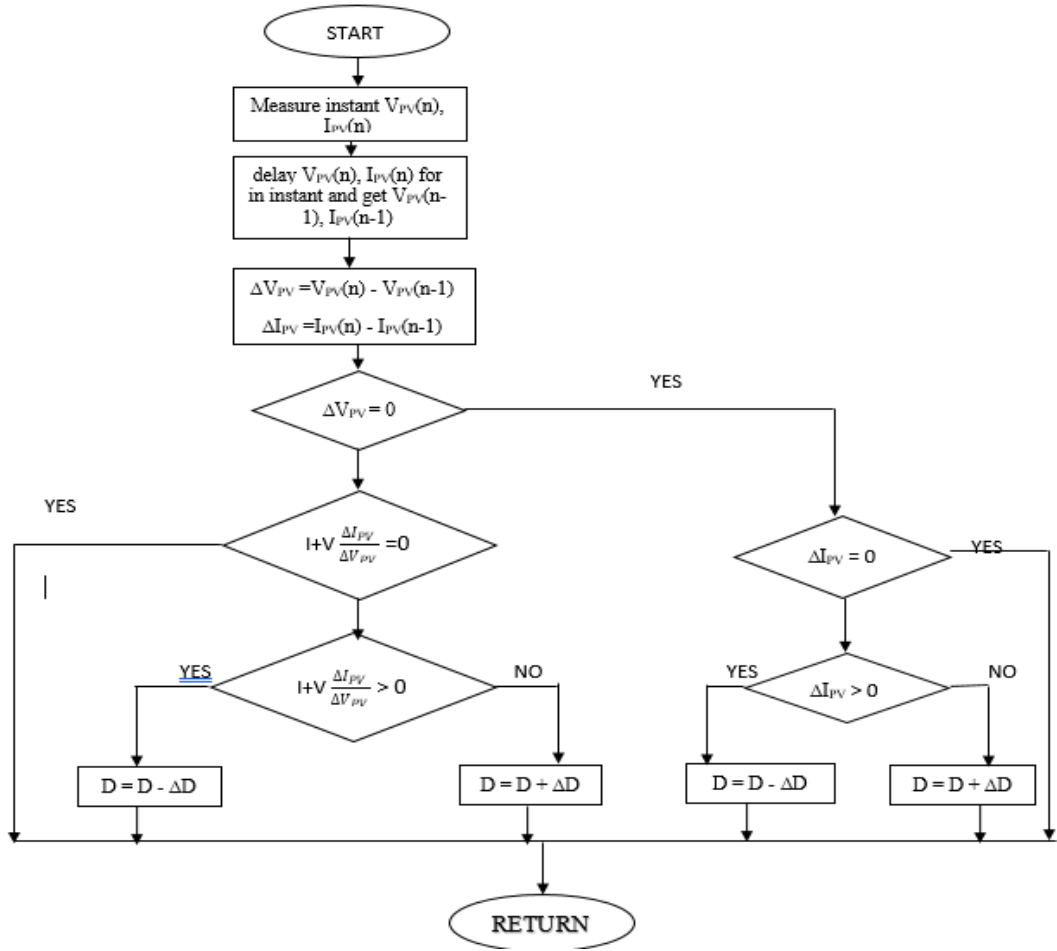 START
Measure instant V_PV(n),
I_PV(n)
delay V_PV(n), I_PV(n) for
in instant and get V_PV(n-
1), I_PV(n-1)
ΔV_PV =V_PV(n) - V_PV(n-1)
ΔI_PV =I_PV(n) - I_PV(n-1)
YES
ΔV_PV = 0
YES
I+V ΔI_PV/ΔV_PV =0
ΔI_PV = 0
YES
YES
I+V ΔI_PV/ΔV_PV > 0
NO
YES
ΔI_PV > 0
NO
D = D - ΔD
D = D + ΔD
D = D - ΔD
D = D + ΔD
RETURN